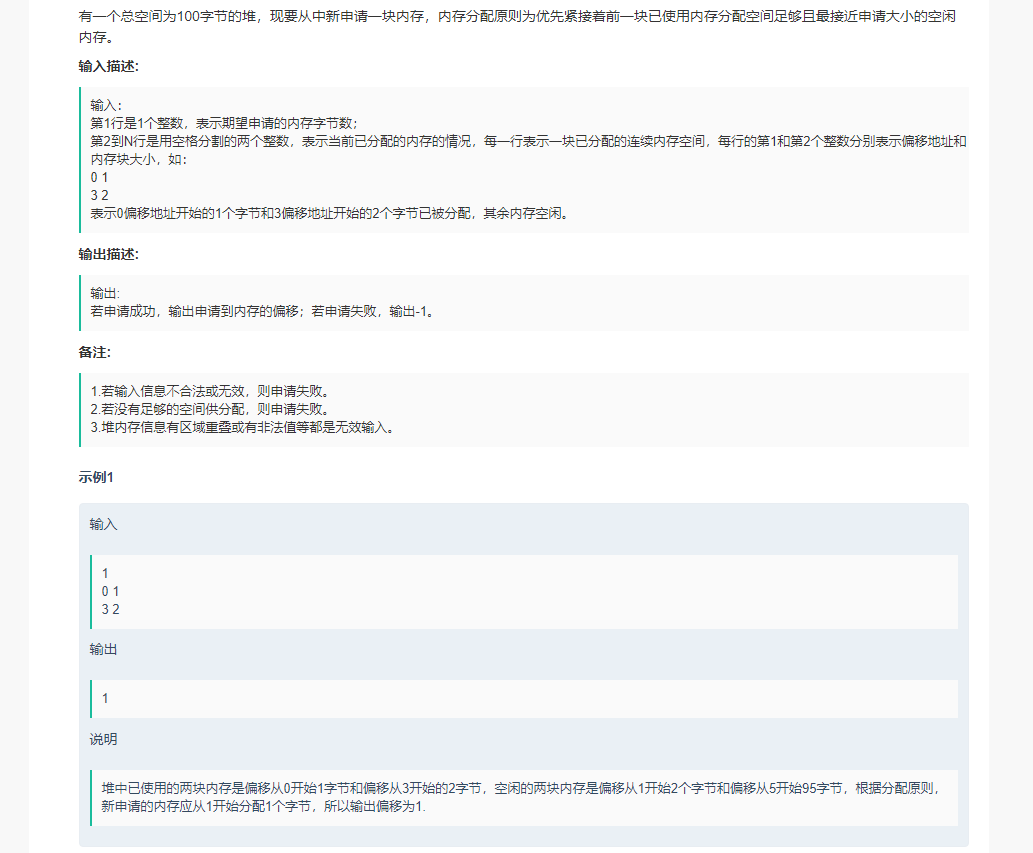 有一个总空间为100字节的堆，现要从中新申请一块内存，内存分配原则为优先紧接着前一块已使用内存分配空间足够且最接近申请大小的空闲
内存。
输入描述:
输入：
第1行是1个整数，表示期望申请的内存字节数；
第2到N行是用空格分割的两个整数，表示当前已分配的内存的情况，每一行表示一块已分配的连续内存空间，每行的第1和第2个整数分别表示偏移地址和
内存块大小，如：
0 1
3 2
表示0偏移地址开始的1个字节和3偏移地址开始的2个字节已被分配，其余内存空闲。
输出描述:
输出:
若申请成功，输出申请到内存的偏移；若申请失败，输出-1。
备注:
1.若输入信息不合法或无效，则申请失败。
2.若没有足够的空间供分配，则申请失败。
3.堆内存信息有区域重叠或有非法值等都是无效输入。
示例1
输入
1
0 1
3 2
输出
1
说明
堆中已使用的两块内存是偏移从0开始1字节和偏移从3开始的2字节，空闲的两块内存是偏移从1开始2个字节和偏移从5开始95字节，根据分配原则，
新申请的内存应从1开始分配1个字节，所以输出偏移为1.